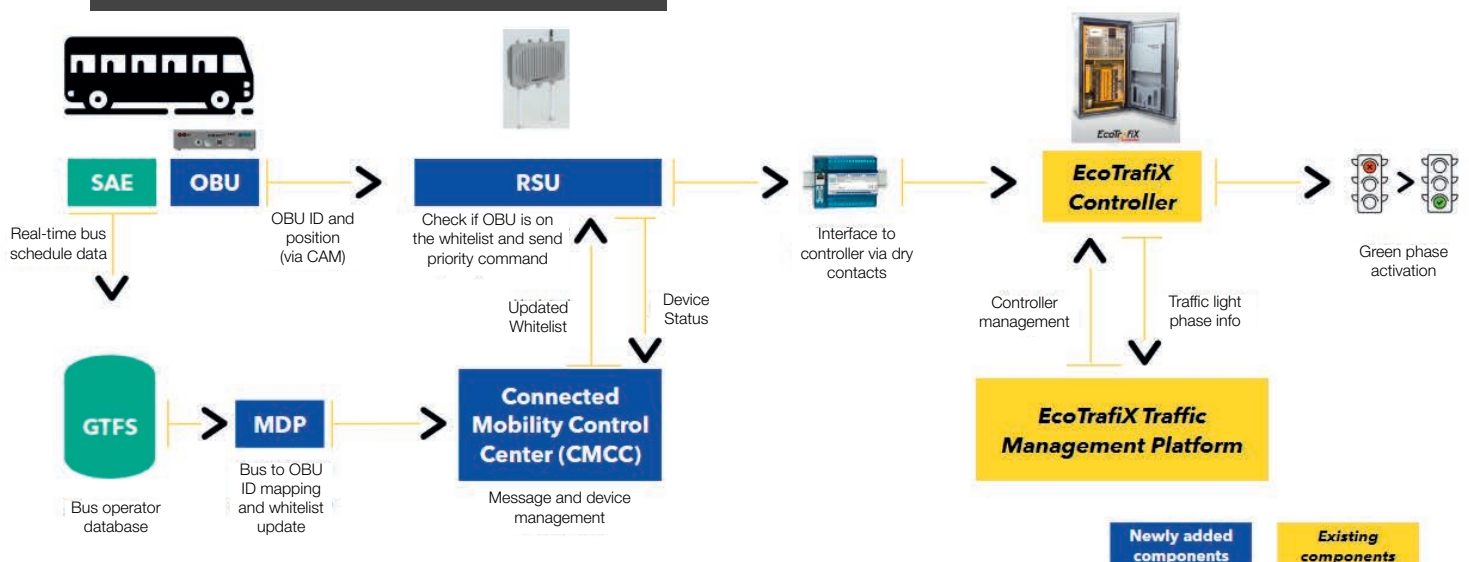 EcoTrafiX
SAE
OBU
RSU
EcoTrafiX
Controller
Real-time bus
schedule data
OBU ID and
position
(via CAM)
Check if OBU is on
the whitelist and send
priority command
Interface to
controller via dry
contacts
Green phase
activation
Updated
Whitelist
Device
Status
Controller
management
Traffic light
phase info
GTFS
MDP
Connected
Mobility Control
Center (CMCC)
EcoTrafiX Traffic
Management Platform
Bus operator
database
Bus to OBU
ID mapping
and whitelist
update
Message and device
management
Newly added
components
Existing
components